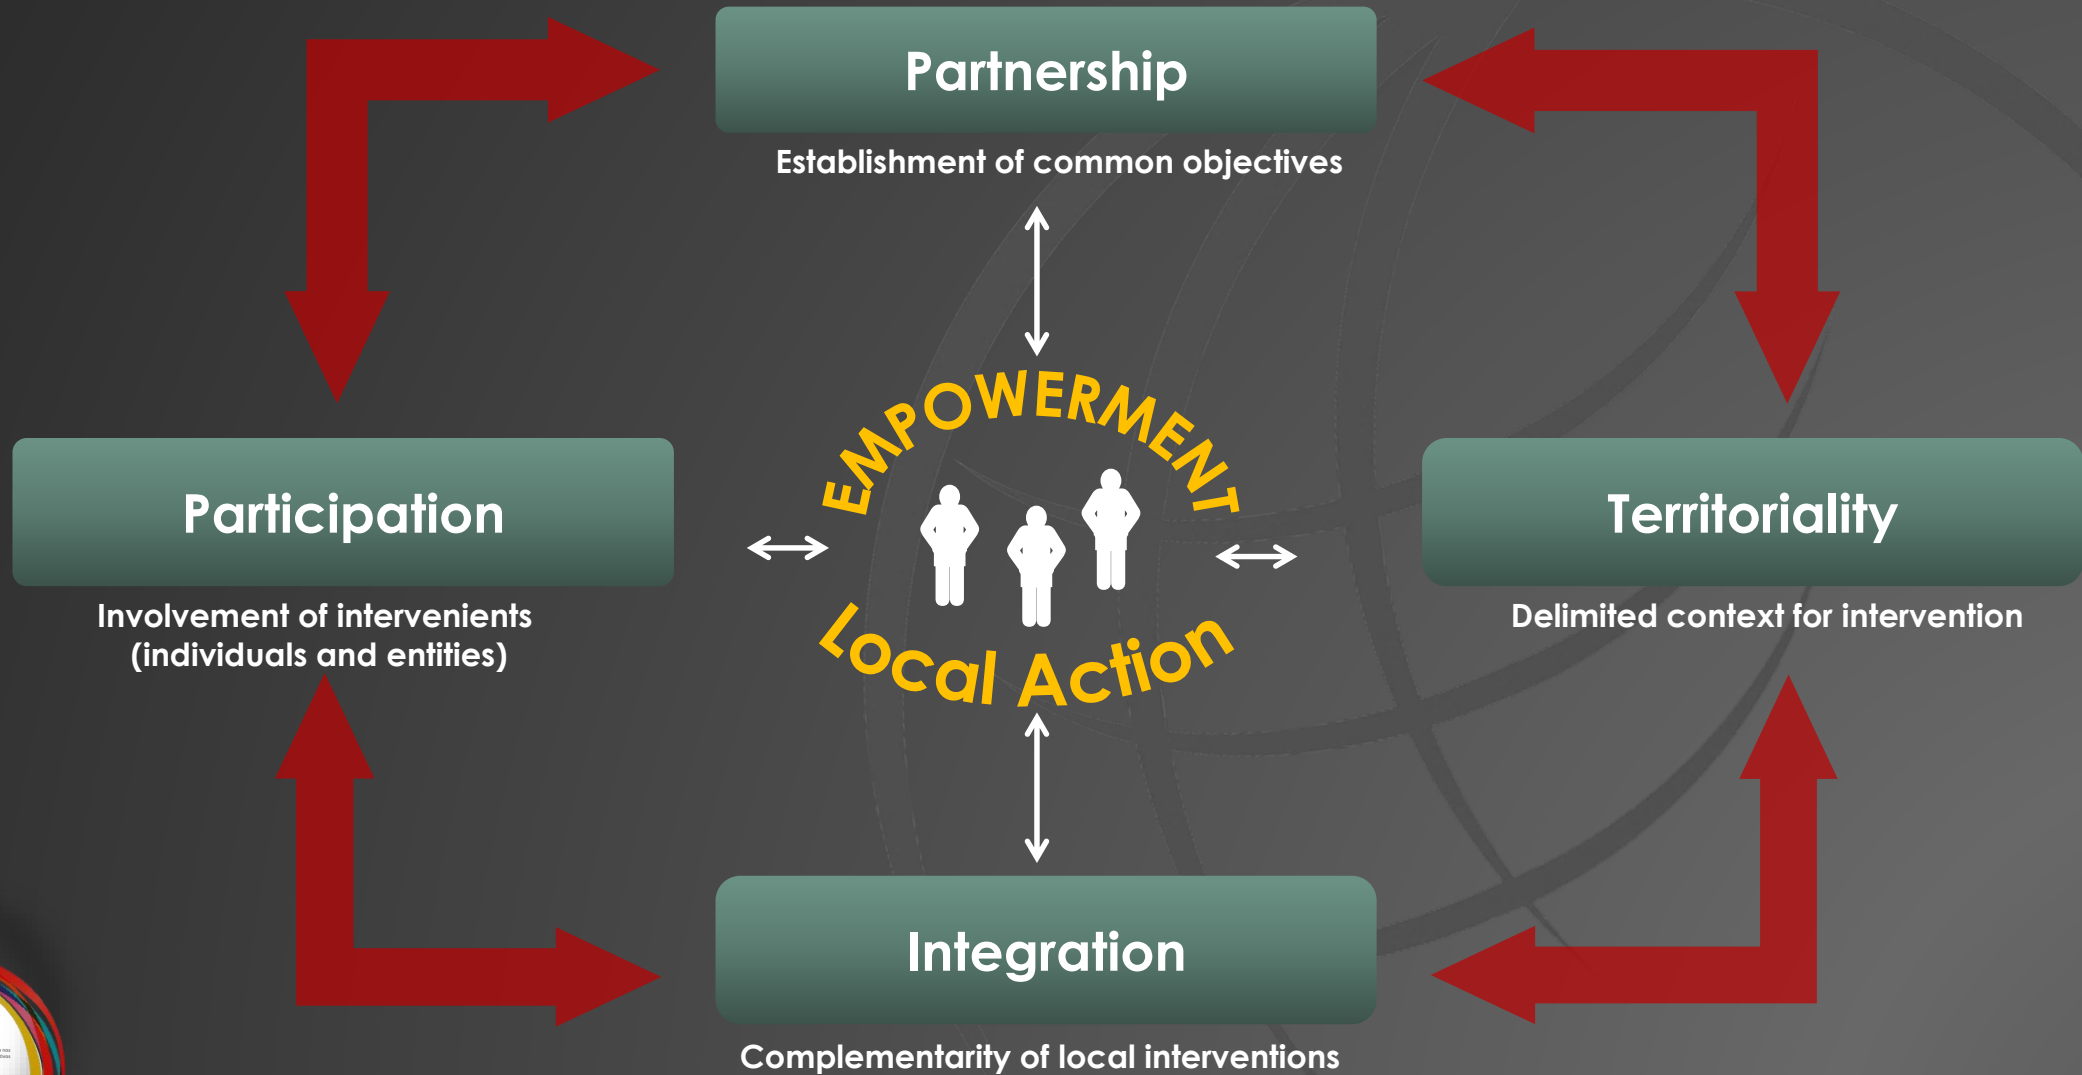 Partnership
Establishment of common objectives
EMPOWERMENT
Participation
Territoriality
Involvement of intervenients
(individuals and entities)
Delimited context for intervention
Local Action
Integration
Complementarity of local interventions